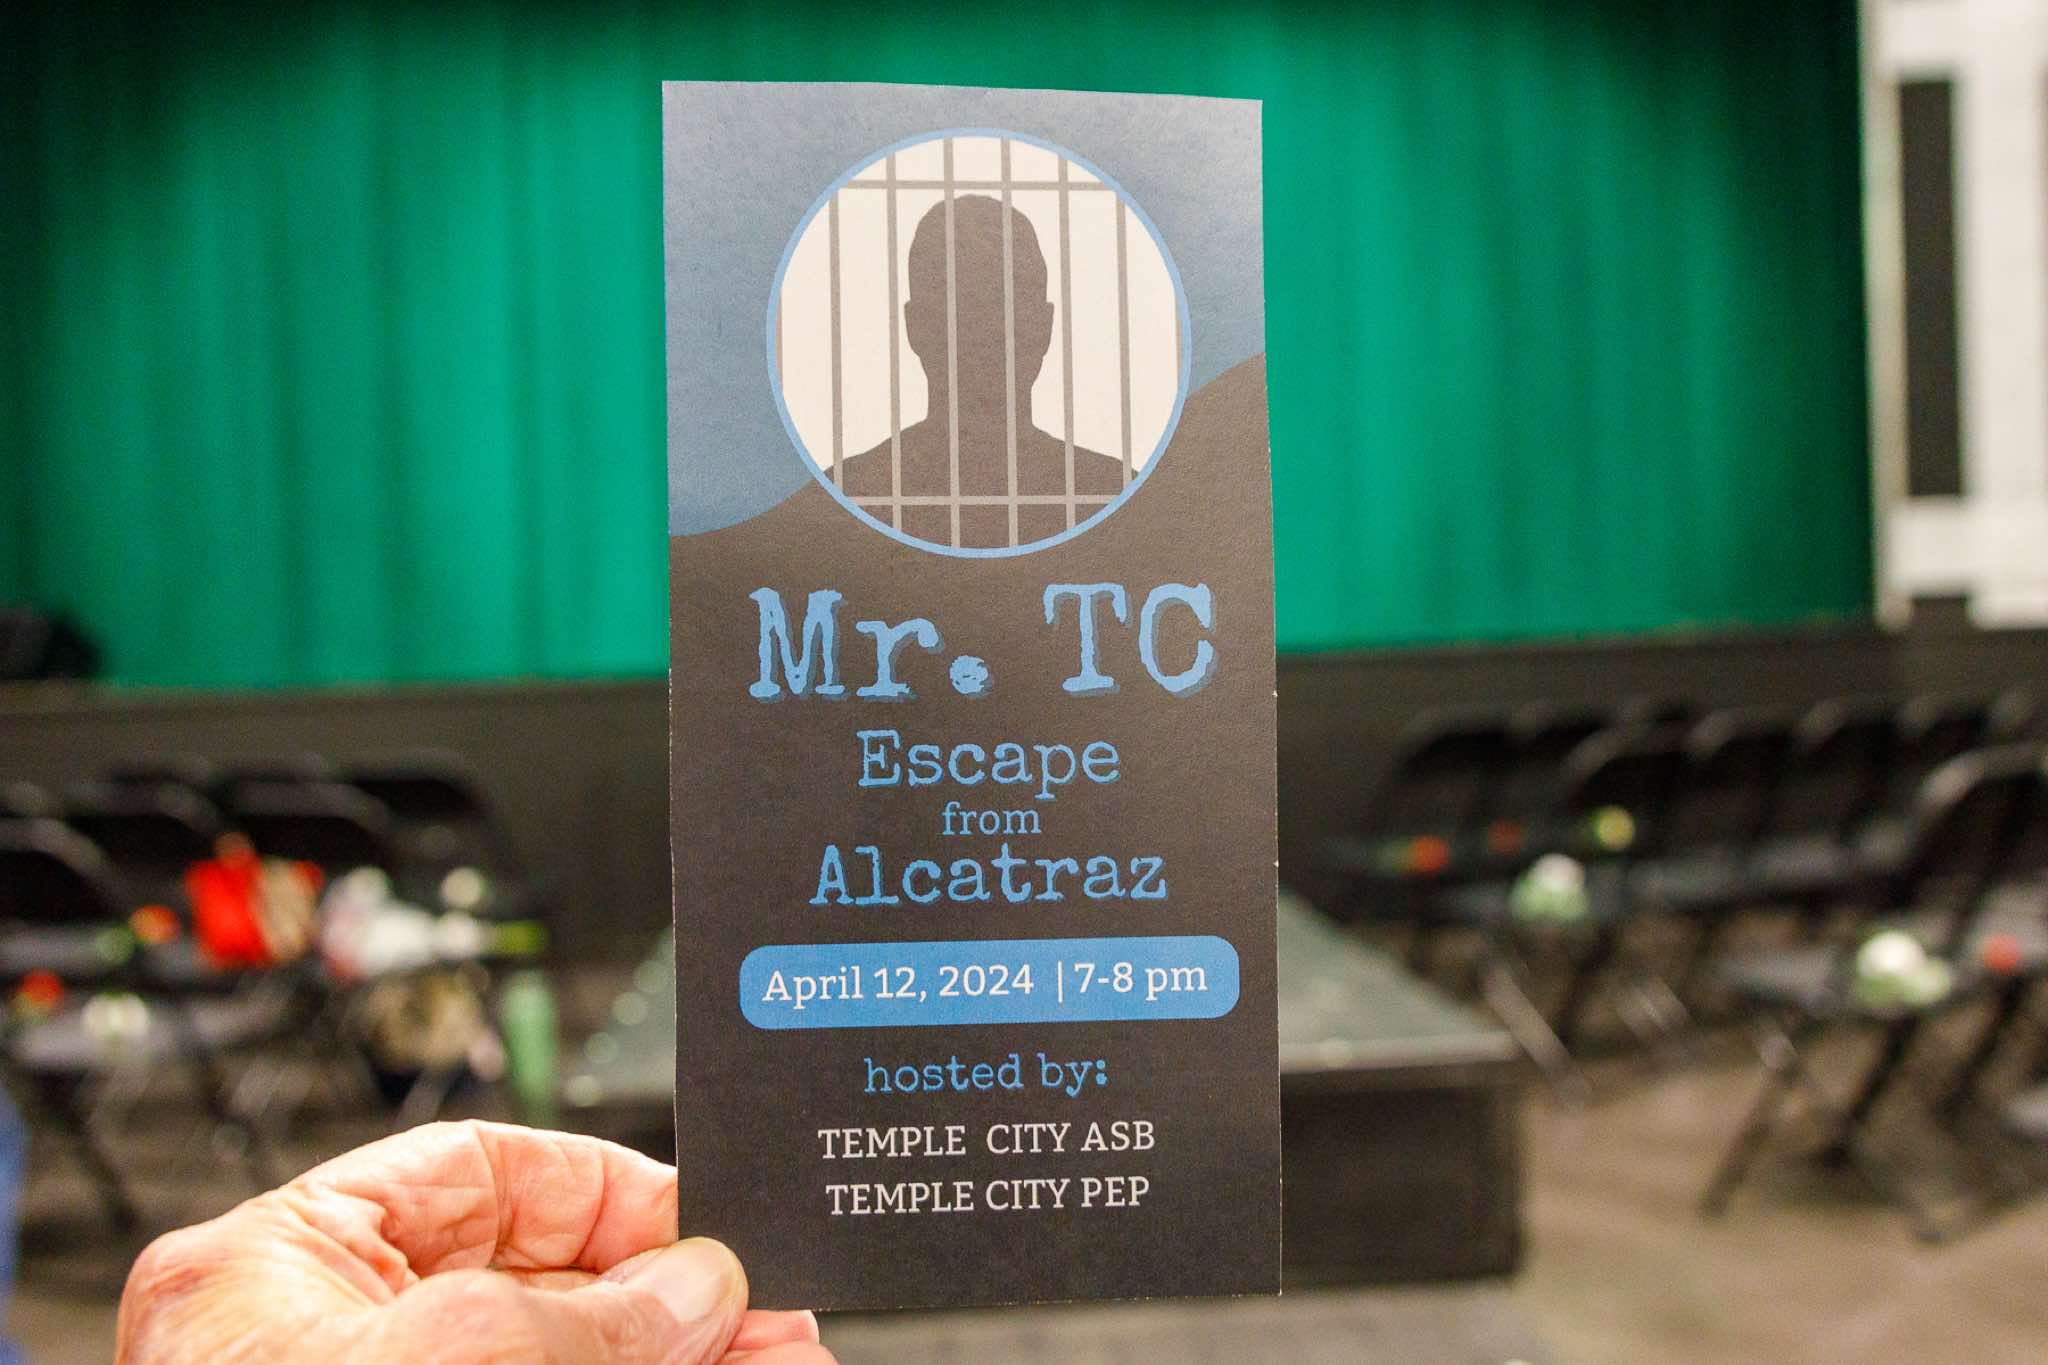 Mr. TC
Escape
from
Alcatraz
April 12, 2024 | 7-8 pm
hosted by:
TEMPLE CITY ASB
TEMPLE CITY PEP